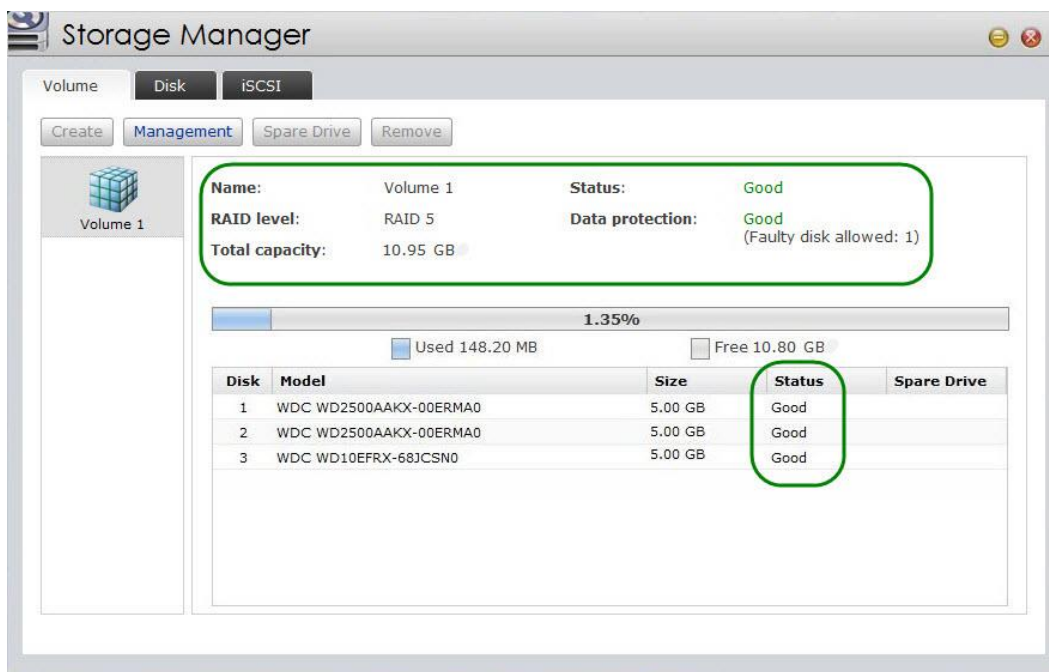 Storage Manager
Volume Disk iSCSI
Create Management Spare Drive Remove
Volume 1
Name: Volume 1 Status: Good
RAID level: RAID 5 Data protection: Good
(Faulty disk allowed: 1)
Total capacity: 10.95 GB
1.35%
Used 148.20 MB Free 10.80 GB
Disk Model Size Status Spare Drive
1 WDC WD2500AAKX-00ERMA0 5.00 GB Good
2 WDC WD2500AAKX-00ERMA0 5.00 GB Good
3 WDC WD10EFRX-68JCSN0 5.00 GB Good